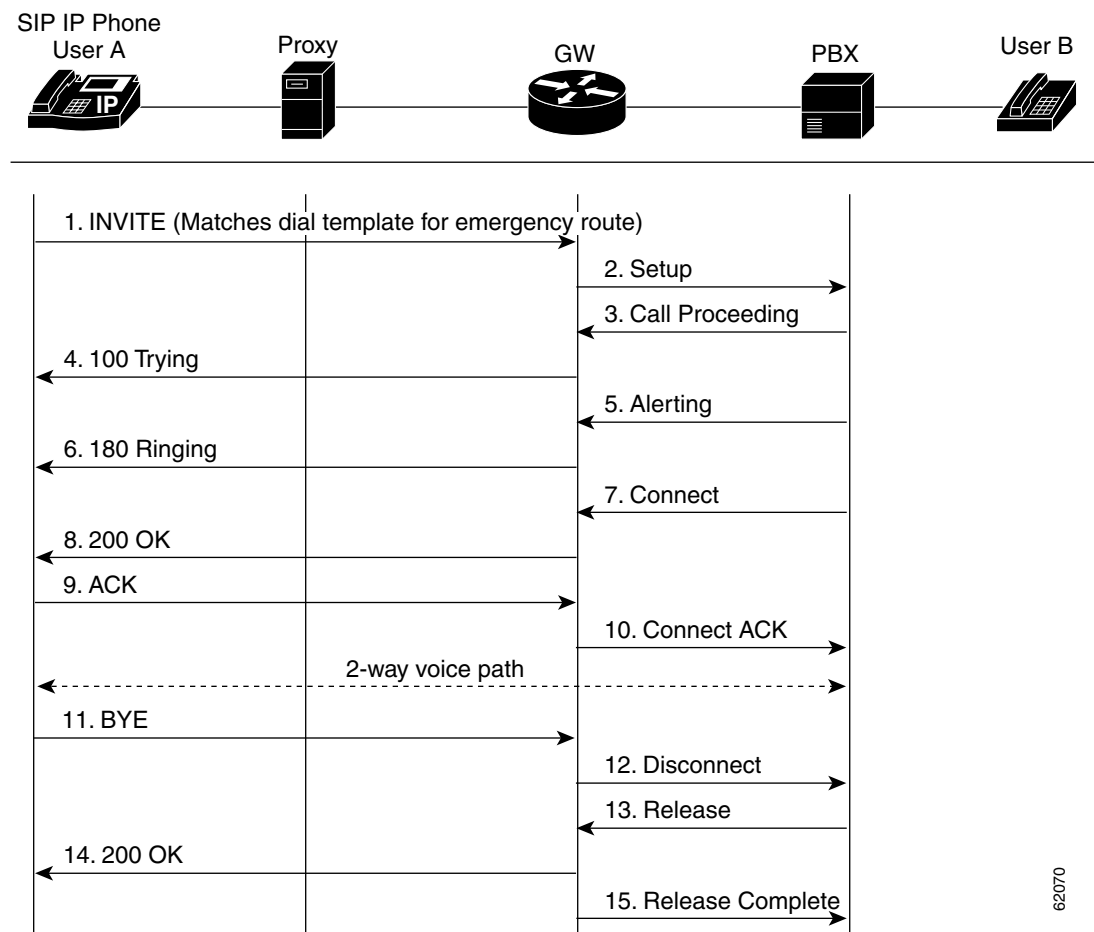 SIP IP Phone
User A
Proxy
GW
PBX
User B
IP
1. INVITE (Matches dial template for emergency route)
2. Setup
3. Call Proceeding
4. 100 Trying
5. Alerting
6. 180 Ringing
7. Connect
8. 200 OK
9. ACK
10. Connect ACK
2-way voice path
11. BYE
12. Disconnect
13. Release
14. 200 OK
15. Release Complete
62070